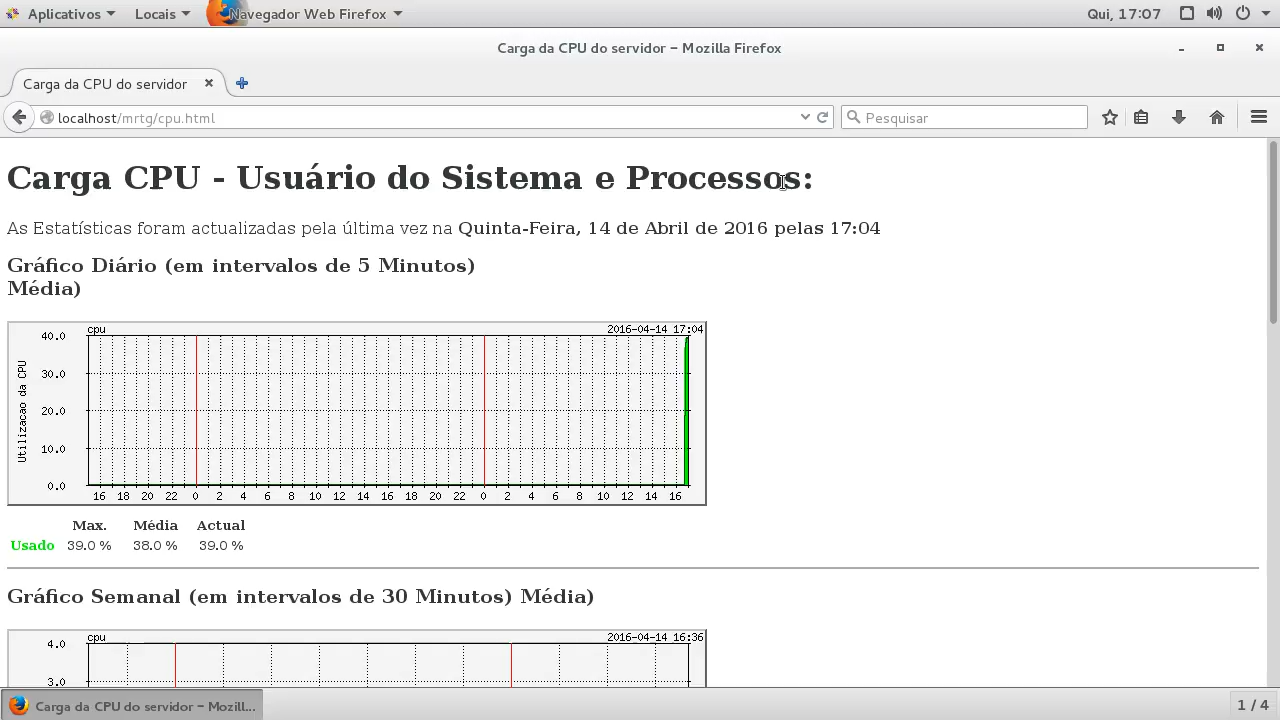 Aplicativos Locais Navegador Web Firefox Qui, 17:07
Carga da CPU do servidor – Mozilla Firefox
Carga da CPU do servidor
localhost/mrtg/cpu.html Pesquisar
Carga CPU - Usuário do Sistema e Processos:
As Estatísticas foram actualizadas pela última vez na Quinta-Feira, 14 de Abril de 2016 pelas 17:04
Gráfico Diário (em intervalos de 5 Minutos)
Média)
cpu 2016-04-14 17:04
40.0
30.0
20.0
10.0
0.0
Utilizacao da CPU
16 18 20 22 0 2 4 6 8 10 12 14 16 18 20 22 0 2 4 6 8 10 12 14 16
Max. Média Actual
Usado 39.0 % 38.0 % 39.0 %
Gráfico Semanal (em intervalos de 30 Minutos) Média)
cpu 2016-04-14 16:36
4.0
3.0
Carga da CPU do servidor – Mozill... 1 / 4